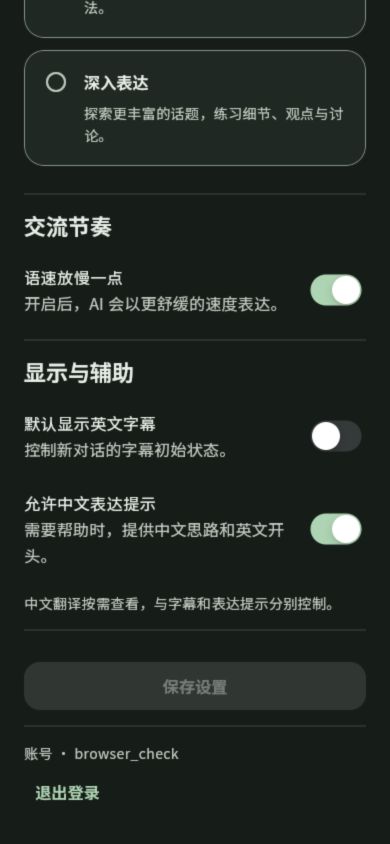 法。
深入表达
探索更丰富的话题，练习细节、观点与讨
论。
交流节奏
语速放慢一点
开启后，AI 会以更舒缓的速度表达。
显示与辅助
默认显示英文字幕
控制新对话的字幕初始状态。
允许中文表达提示
需要帮助时，提供中文思路和英文开
头。
中文翻译按需查看，与字幕和表达提示分别控制。
保存设置
账号 · browser_check
退出登录